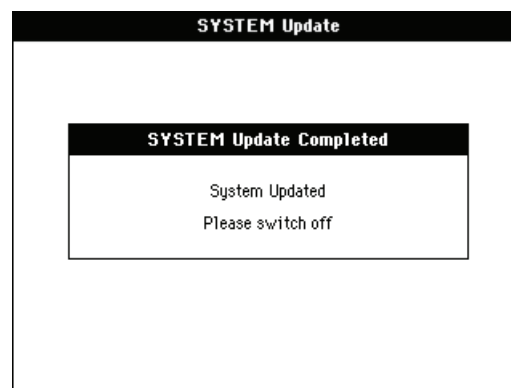 SYSTEM Update
SYSTEM Update Completed
System Updated
Please switch off